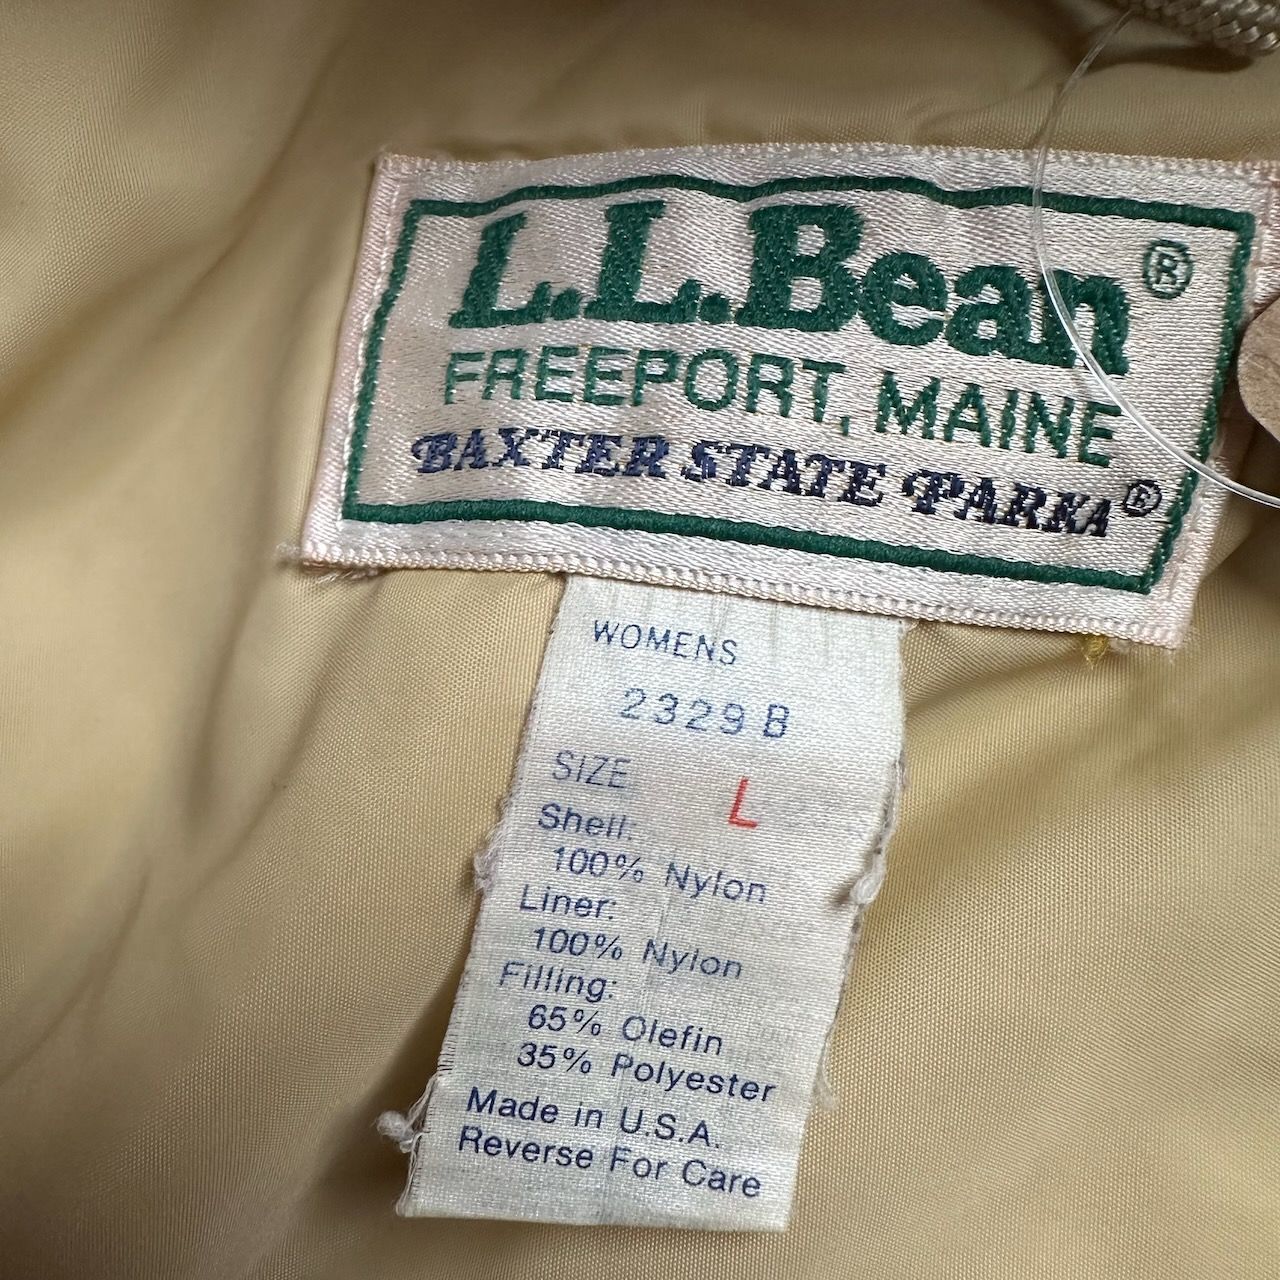 L.L.Bean®
FREEPORT, MAINE
BAXTER STATE PARKA®
WOMENS
2329B
SIZE L
Shell:
100% Nylon
Liner:
100% Nylon
Filling:
65% Olefin
35% Polyester
Made in U.S.A.
Reverse For Care